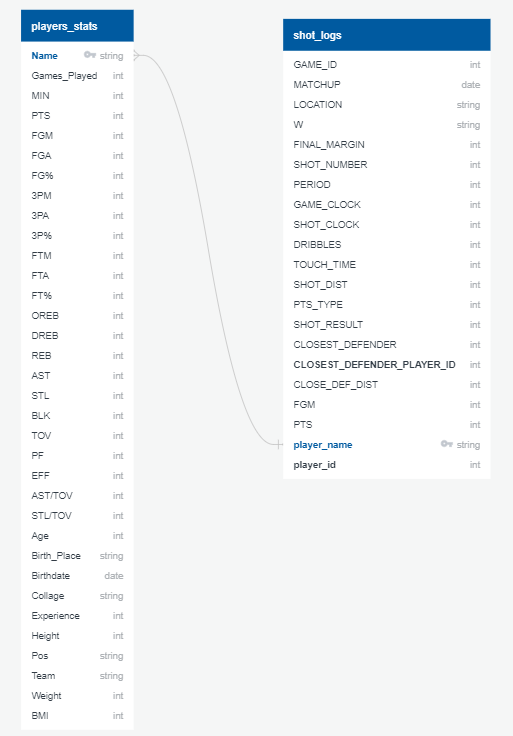 players_stats
Name string
Games_Played int
MIN int
PTS int
FGM int
FGA int
FG% int
3PM int
3PA int
3P% int
FTM int
FTA int
FT% int
OREB int
DREB int
REB int
AST int
STL int
BLK int
TOV int
PF int
EFF int
AST/TOV int
STL/TOV int
Age int
Birth_Place string
Birthdate date
Collage string
Experience int
Height int
Pos string
Team string
Weight int
BMI int
shot_logs
GAME_ID int
MATCHUP date
LOCATION string
W string
FINAL_MARGIN int
SHOT_NUMBER int
PERIOD int
GAME_CLOCK int
SHOT_CLOCK int
DRIBBLES int
TOUCH_TIME int
SHOT_DIST int
PTS_TYPE int
SHOT_RESULT int
CLOSEST_DEFENDER int
CLOSEST_DEFENDER_PLAYER_ID int
CLOSE_DEF_DIST int
FGM int
PTS int
player_name string
player_id int